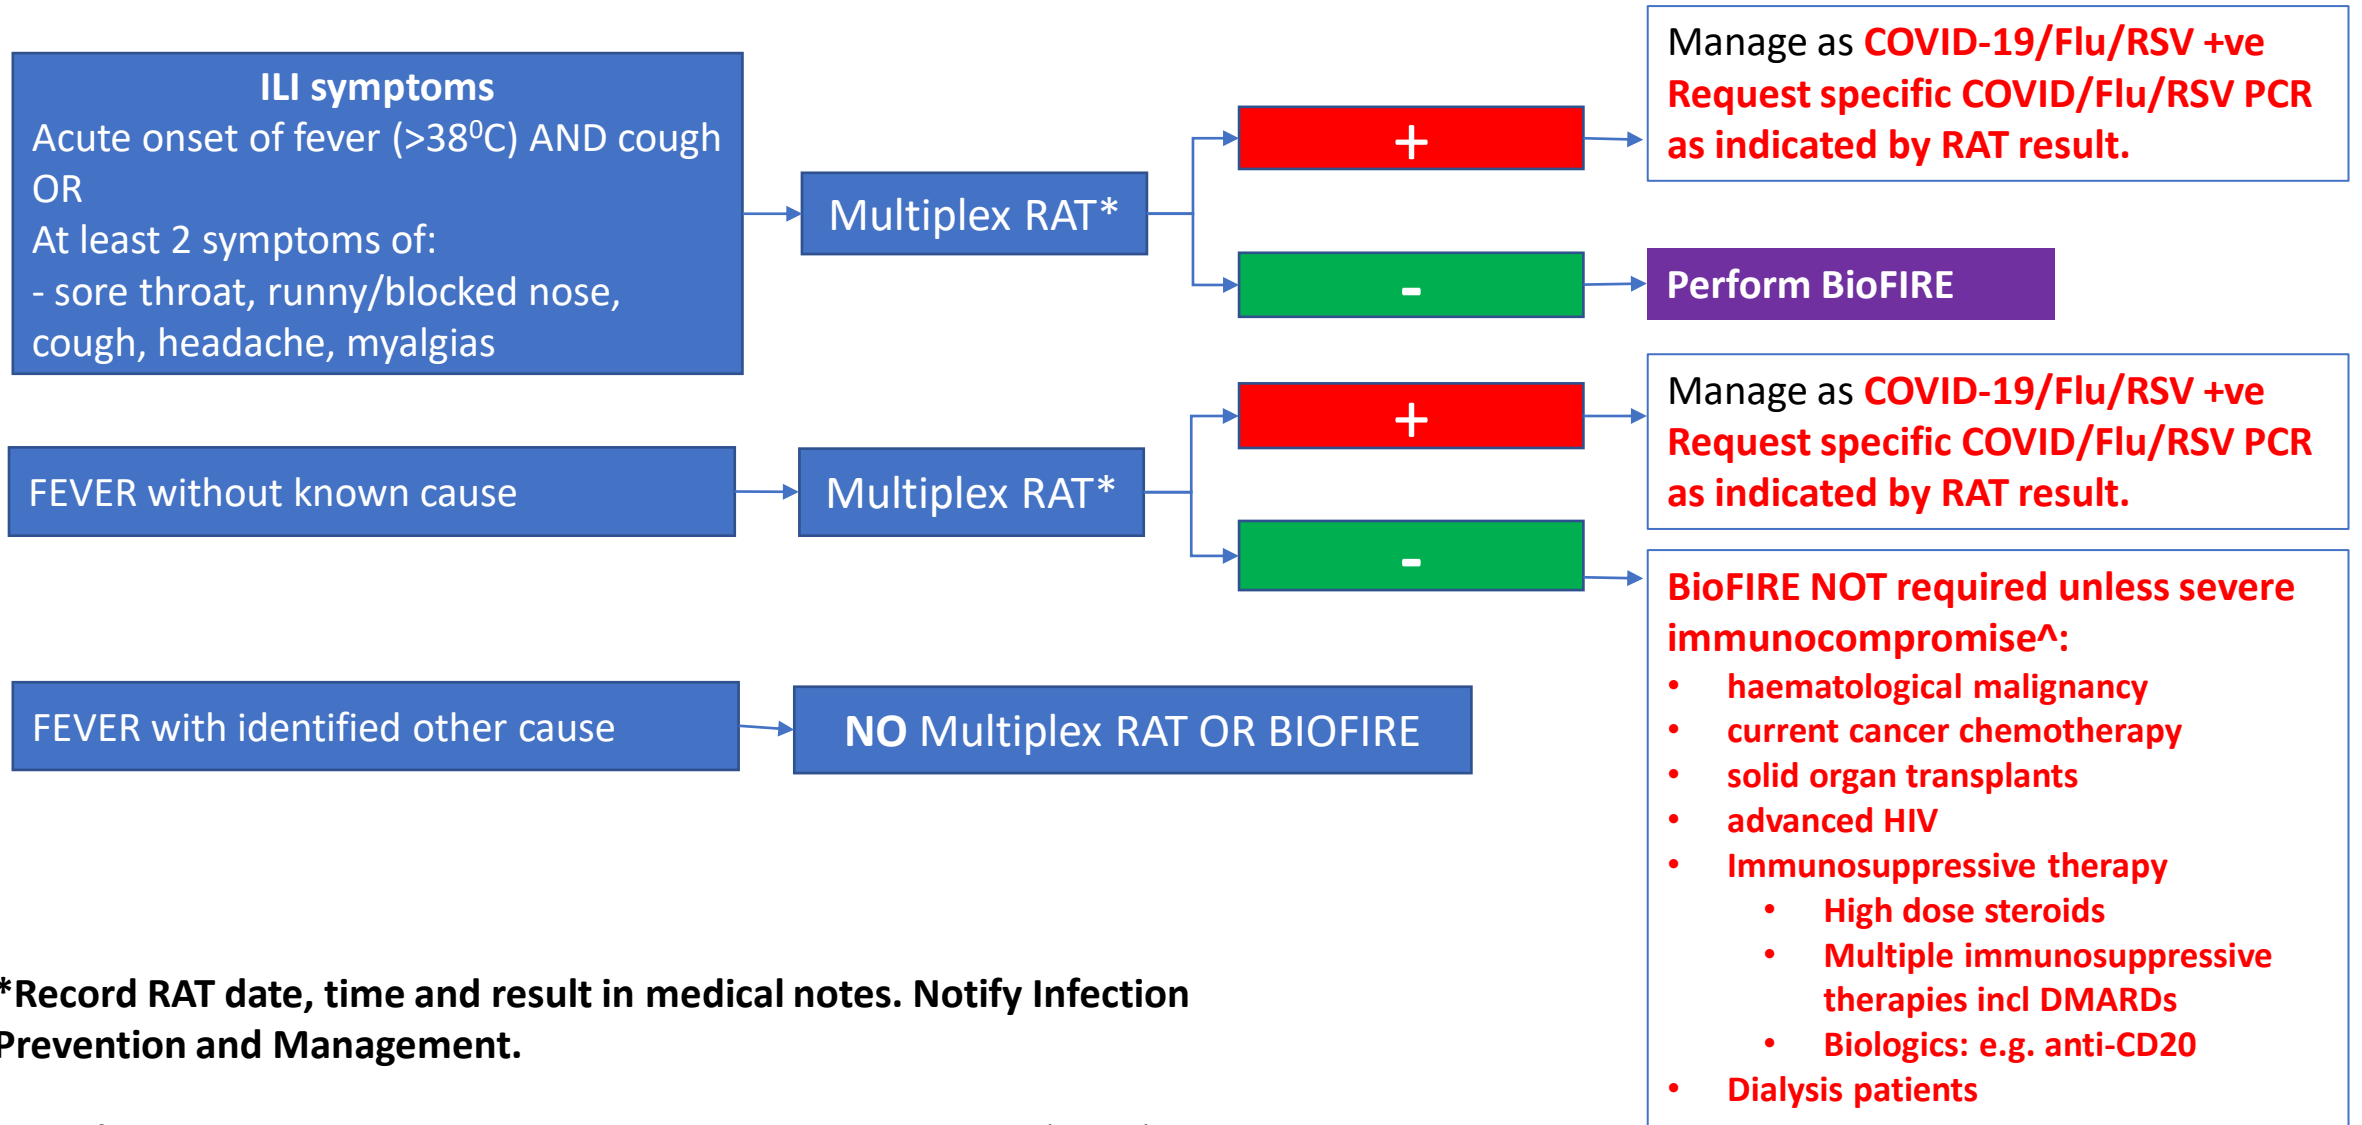 ILI symptoms
Acute onset of fever (>38⁰C) AND cough
OR
At least 2 symptoms of:
- sore throat, runny/blocked nose,
cough, headache, myalgias
Multiplex RAT*
+
Manage as COVID-19/Flu/RSV +ve
Request specific COVID/Flu/RSV PCR
as indicated by RAT result.
-
Perform BioFIRE
FEVER without known cause
Multiplex RAT*
+
Manage as COVID-19/Flu/RSV +ve
Request specific COVID/Flu/RSV PCR
as indicated by RAT result.
-
BioFIRE NOT required unless severe
immunocompromise^:
• haematological malignancy
• current cancer chemotherapy
• solid organ transplants
• advanced HIV
• Immunosuppressive therapy
• High dose steroids
• Multiple immunosuppressive
therapies incl DMARDs
• Biologics: e.g. anti-CD20
• Dialysis patients
FEVER with identified other cause
NO Multiplex RAT OR BIOFIRE
*Record RAT date, time and result in medical notes. Notify Infection
Prevention and Management.